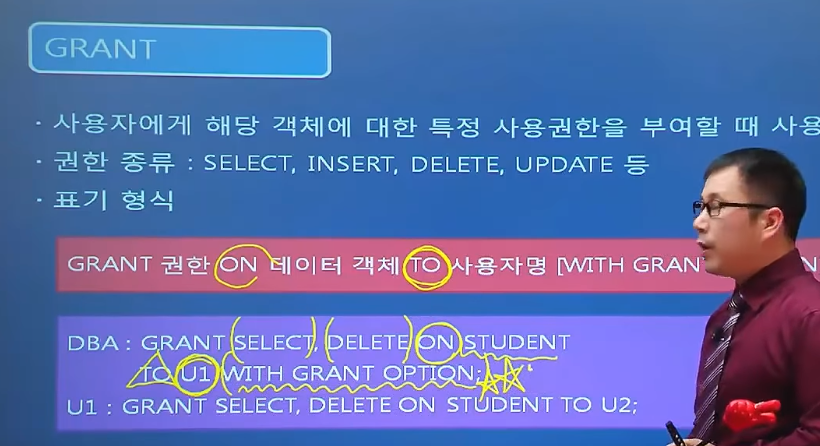 GRANT
· 사용자에게 해당 객체에 대한 특정 사용권한을 부여할 때 사용
· 권한 종류 : SELECT, INSERT, DELETE, UPDATE 등
· 표기 형식
GRANT 권한 ON 데이터 객체 TO 사용자명 [WITH GRAN
DBA : GRANT SELECT, DELETE ON STUDENT
TO U1 WITH GRANT OPTION;
U1 : GRANT SELECT, DELETE ON STUDENT TO U2;